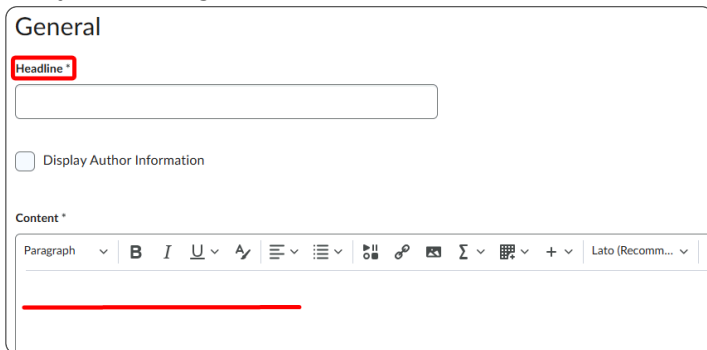 General
Headline *
Display Author Information
Content *
Paragraph B I U Lato (Recomm...